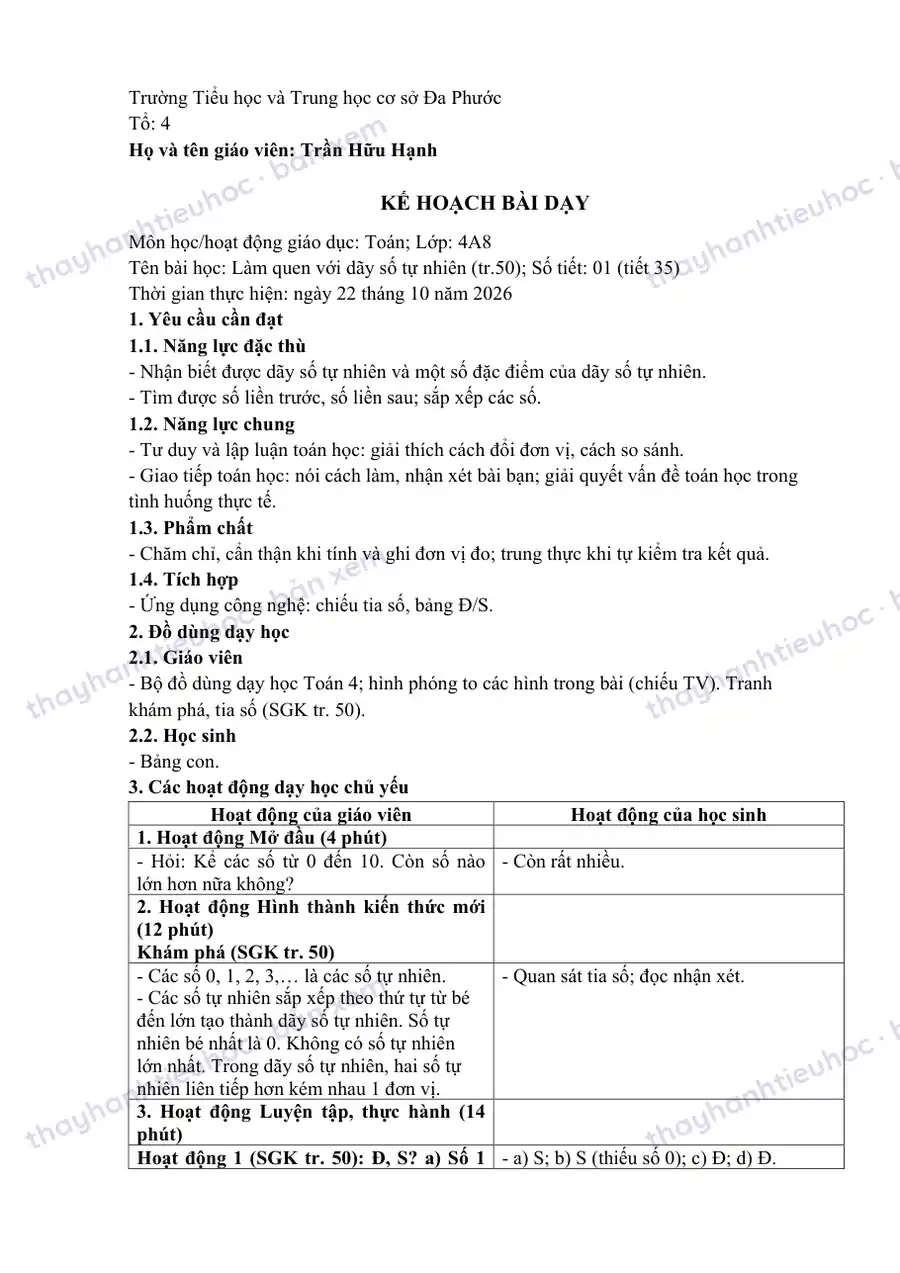 Trường Tiểu học và Trung học cơ sở Đa Phước
Tổ: 4
Họ và tên giáo viên: Trần Hữu Hạnh
KẾ HOẠCH BÀI DẠY
Môn học/hoạt động giáo dục: Toán; Lớp: 4A8
Tên bài học: Làm quen với dãy số tự nhiên (tr.50); Số tiết: 01 (tiết 35)
Thời gian thực hiện: ngày 22 tháng 10 năm 2026
1. Yêu cầu cần đạt
1.1. Năng lực đặc thù
- Nhận biết được dãy số tự nhiên và một số đặc điểm của dãy số tự nhiên.
- Tìm được số liền trước, số liền sau; sắp xếp các số.
1.2. Năng lực chung
- Tư duy và lập luận toán học: giải thích cách đổi đơn vị, cách so sánh.
- Giao tiếp toán học: nói cách làm, nhận xét bài bạn; giải quyết vấn đề toán học trong
tình huống thực tế.
1.3. Phẩm chất
- Chăm chỉ, cẩn thận khi tính và ghi đơn vị đo; trung thực khi tự kiểm tra kết quả.
1.4. Tích hợp
- Ứng dụng công nghệ: chiếu tia số, bảng Đ/S.
2. Đồ dùng dạy học
2.1. Giáo viên
- Bộ đồ dùng dạy học Toán 4; hình phóng to các hình trong bài (chiếu TV). Tranh
khám phá, tia số (SGK tr. 50).
2.2. Học sinh
- Bảng con.
3. Các hoạt động dạy học chủ yếu
Hoạt động của giáo viên
Hoạt động của học sinh
1. Hoạt động Mở đầu (4 phút)
- Hỏi: Kể các số từ 0 đến 10. Còn số nào
lớn hơn nữa không?
- Còn rất nhiều.
2. Hoạt động Hình thành kiến thức mới
(12 phút)
Khám phá (SGK tr. 50)
- Các số 0, 1, 2, 3,… là các số tự nhiên.
- Các số tự nhiên sắp xếp theo thứ tự từ bé
đến lớn tạo thành dãy số tự nhiên. Số tự
nhiên bé nhất là 0. Không có số tự nhiên
lớn nhất. Trong dãy số tự nhiên, hai số tự
nhiên liên tiếp hơn kém nhau 1 đơn vị.
- Quan sát tia số; đọc nhận xét.
3. Hoạt động Luyện tập, thực hành (14
phút)
Hoạt động 1 (SGK tr. 50): Đ, S? a) Số 1
- a) S; b) S (thiếu số 0); c) Đ; d) Đ.
thayhanhtieuhoc · bản xem
thayhanhtieuhoc · b
thayhanhtieuhoc · bản xem
thayhanhtieuhoc · b
thayhanhtieuhoc · bản xem
thayhanhtieuhoc · b